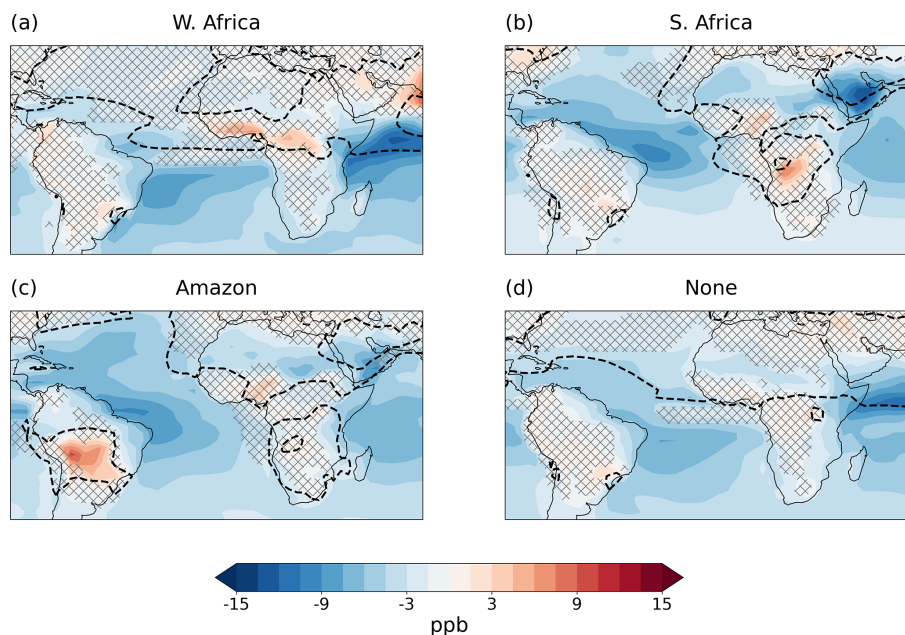 (a) W. Africa
(b) S. Africa
(c) Amazon
(d) None
-15 -9 -3 3 9 15
ppb